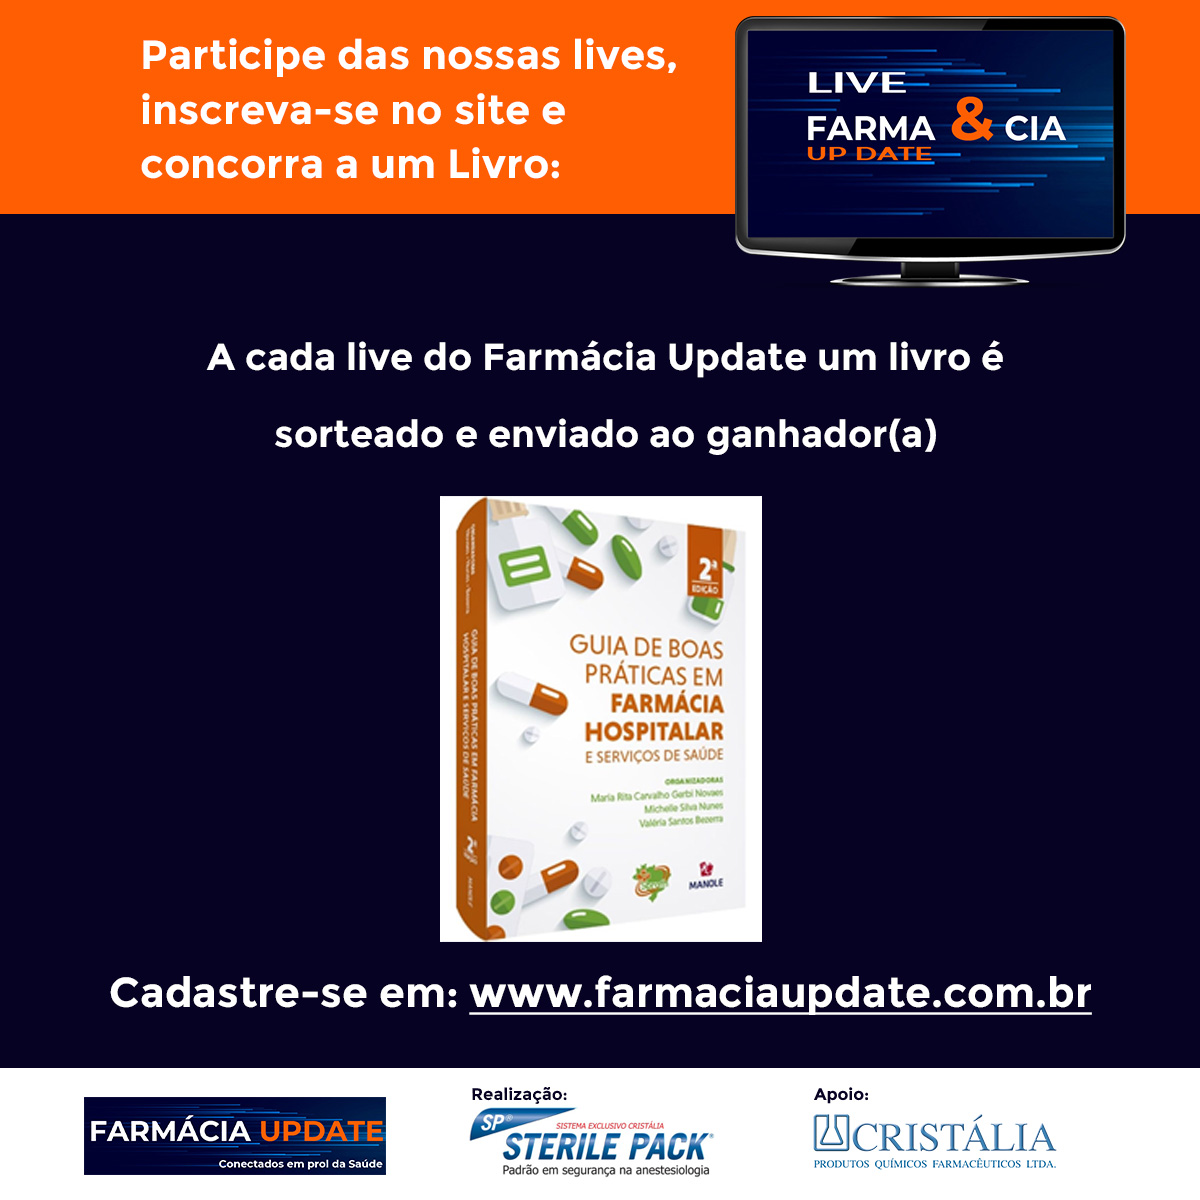 Participe das nossas lives,
inscreva-se no site e
concorra a um Livro:
LIVE
FARMA & CIA
UP DATE
A cada live do Farmácia Update um livro é
sorteado e enviado ao ganhador(a)
2ª
EDIÇÃO
GUIA DE BOAS
PRÁTICAS EM
FARMÁCIA
HOSPITALAR
E SERVIÇOS DE SAÚDE
ORGANIZADORAS
Maria Rita Carvalho Garbi Novaes
Michelle Silva Nunes
Valéria Santos Bezerra
MANOLE
GUIA DE BOAS PRÁTICAS EM FARMÁCIA
HOSPITALAR E SERVIÇOS DE SAÚDE
MANOLE
Cadastre-se em: www.farmaciaupdate.com.br
FARMÁCIA UPDATE
Conectados em prol da Saúde
Realização:
SP®
SISTEMA EXCLUSIVO CRISTÁLIA
STERILE PACK®
Padrão em segurança na anestesiologia
Apoio:
CRISTÁLIA
PRODUTOS QUÍMICOS FARMACÊUTICOS LTDA.